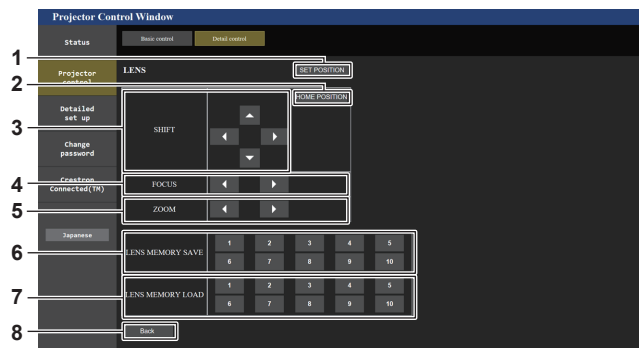 Projector Control Window
Status
Basic control
Detail control
1
Projector
control
LENS
SET POSITION
2
HOME POSITION
Detailed
set up
3
SHIFT
Change
password
4
Crestron
Connected(TM)
FOCUS
5
ZOOM
Japanese
6
LENS MEMORY SAVE
1 2 3 4 5
6 7 8 9 10
7
LENS MEMORY LOAD
1 2 3 4 5
6 7 8 9 10
8
Back